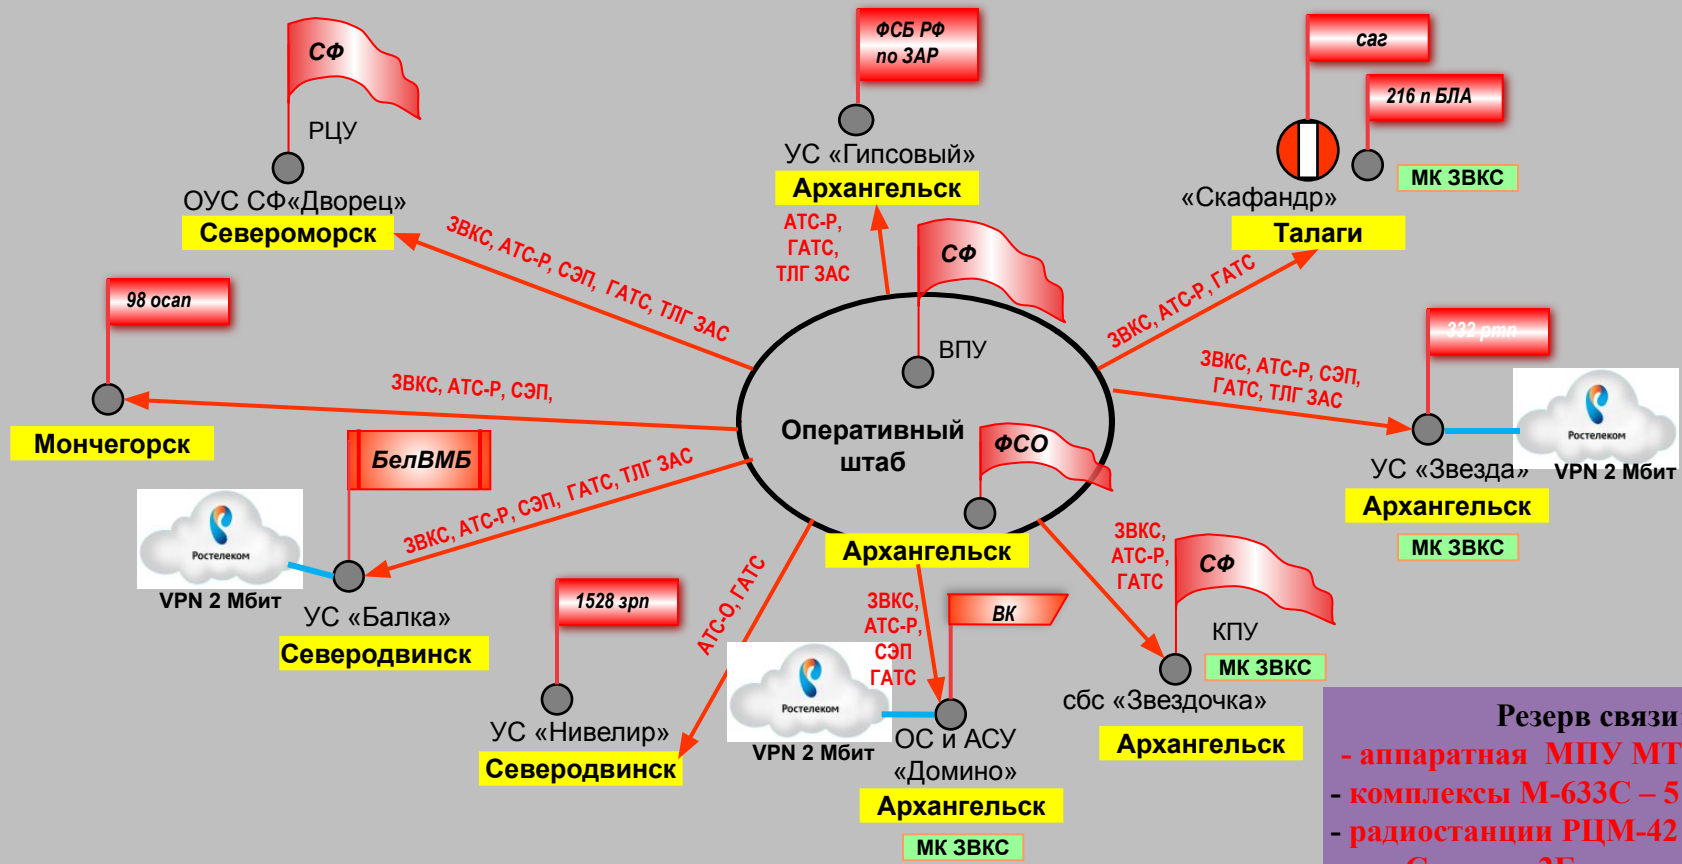 СФ
РЦУ
ОУС СФ«Дворец»
Североморск
ФСБ РФ
по ЗАР
УС «Гипсовый»
Архангельск
саг
216 п БЛА
МК ЗВКС
«Скафандр»
Талаги
ЗВКС, АТС-Р, СЭП, ГАТС, ТЛГ ЗАС
АТС-Р,
ГАТС,
ТЛГ ЗАС
СФ
ВПУ
ЗВКС, АТС-Р, ГАТС
98 осап
Мончегорск
ЗВКС, АТС-Р, СЭП,
Оперативный
штаб
ФСО
Архангельск
332 ртп
ЗВКС, АТС-Р, СЭП,
ГАТС, ТЛГ ЗАС
Ростелеком
VPN 2 Мбит
УС «Звезда»
Архангельск
МК ЗВКС
БелВМБ
ЗВКС, АТС-Р, СЭП, ГАТС, ТЛГ ЗАС
Ростелеком
VPN 2 Мбит
УС «Балка»
Северодвинск
1528 зрп
АТС-О, ГАТС
УС «Нивелир»
Северодвинск
ЗВКС,
АТС-Р,
СЭП
ГАТС
ВК
Ростелеком
VPN 2 Мбит
ОС и АСУ
«Домино»
Архангельск
МК ЗВКС
ЗВКС,
АТС-Р,
ГАТС
СФ
КПУ
МК ЗВКС
сбс «Звездочка»
Архангельск
Резерв связи:
- аппаратная МПУ МТ
- комплексы М-633С – 5
- радиостанции РЦМ-42